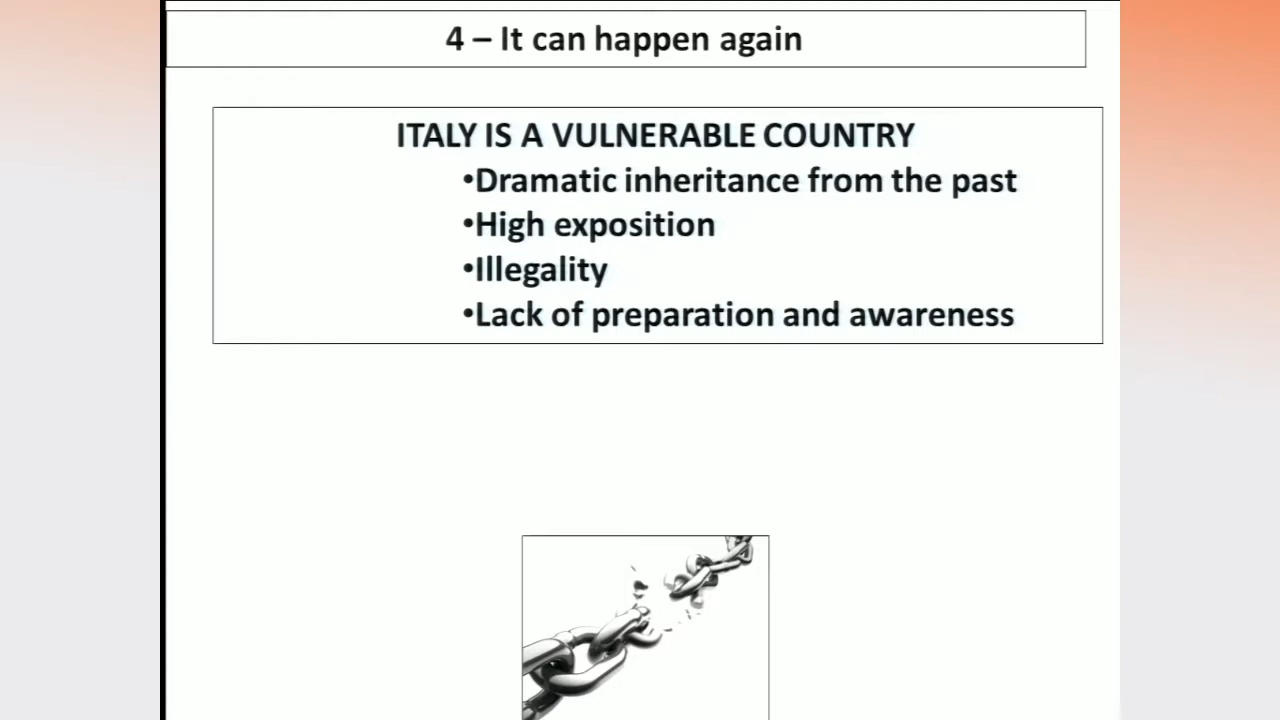 4 – It can happen again
ITALY IS A VULNERABLE COUNTRY
•Dramatic inheritance from the past
•High exposition
•Illegality
•Lack of preparation and awareness